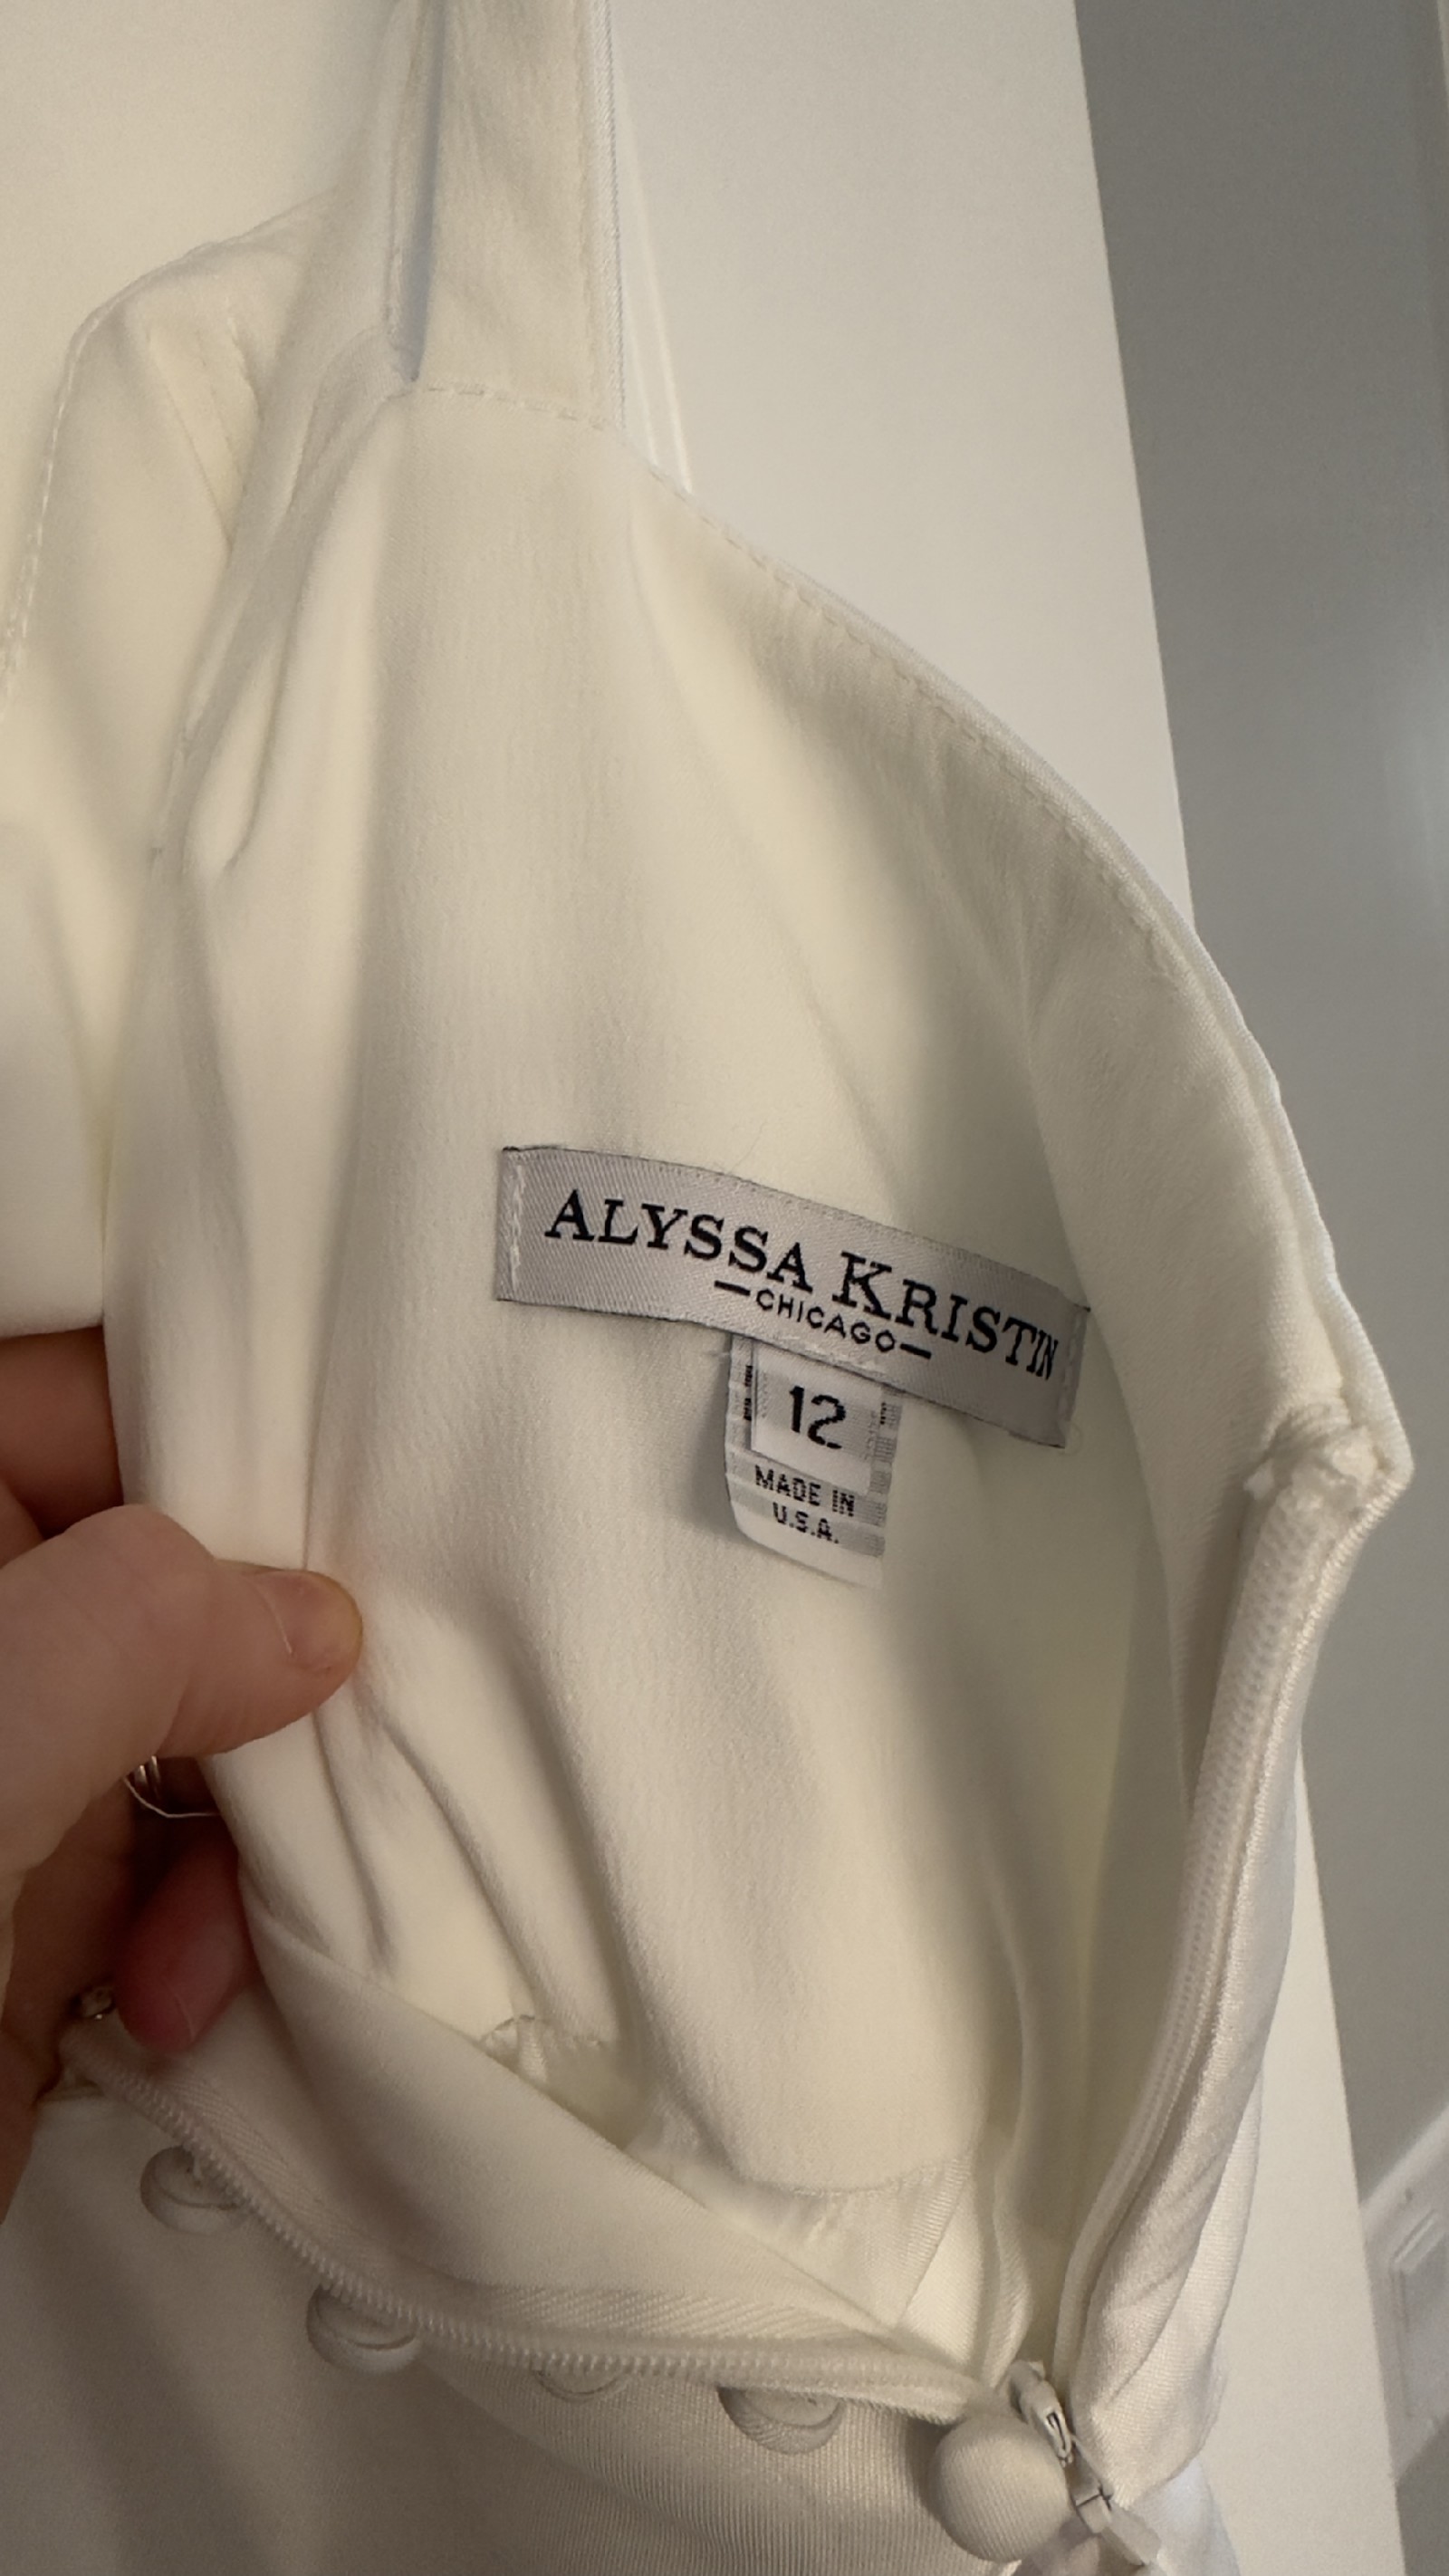 ALYSSA KRISTIN
—CHICAGO—
12
MADE IN
U.S.A.